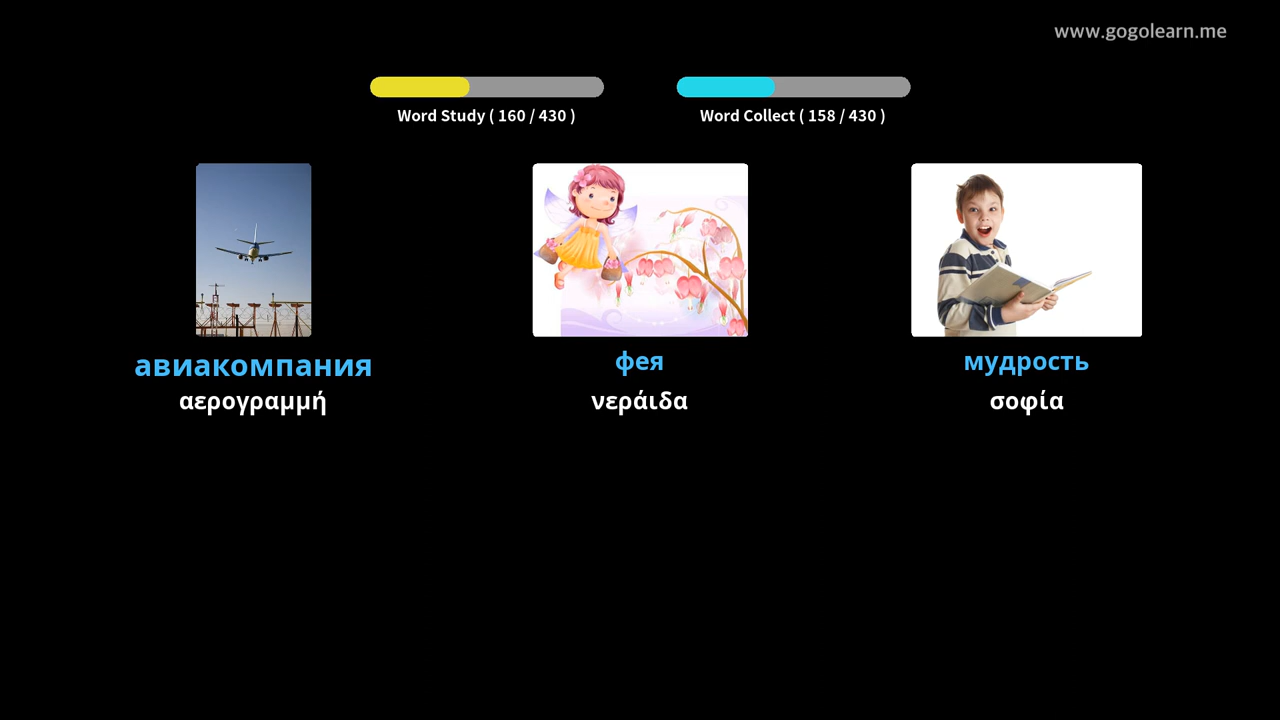 www.gogolearn.me
Word Study ( 160 / 430 )
Word Collect ( 158 / 430 )
авиакомпания
αερογραμμή
фея
νεράιδα
мудрость
σοφία